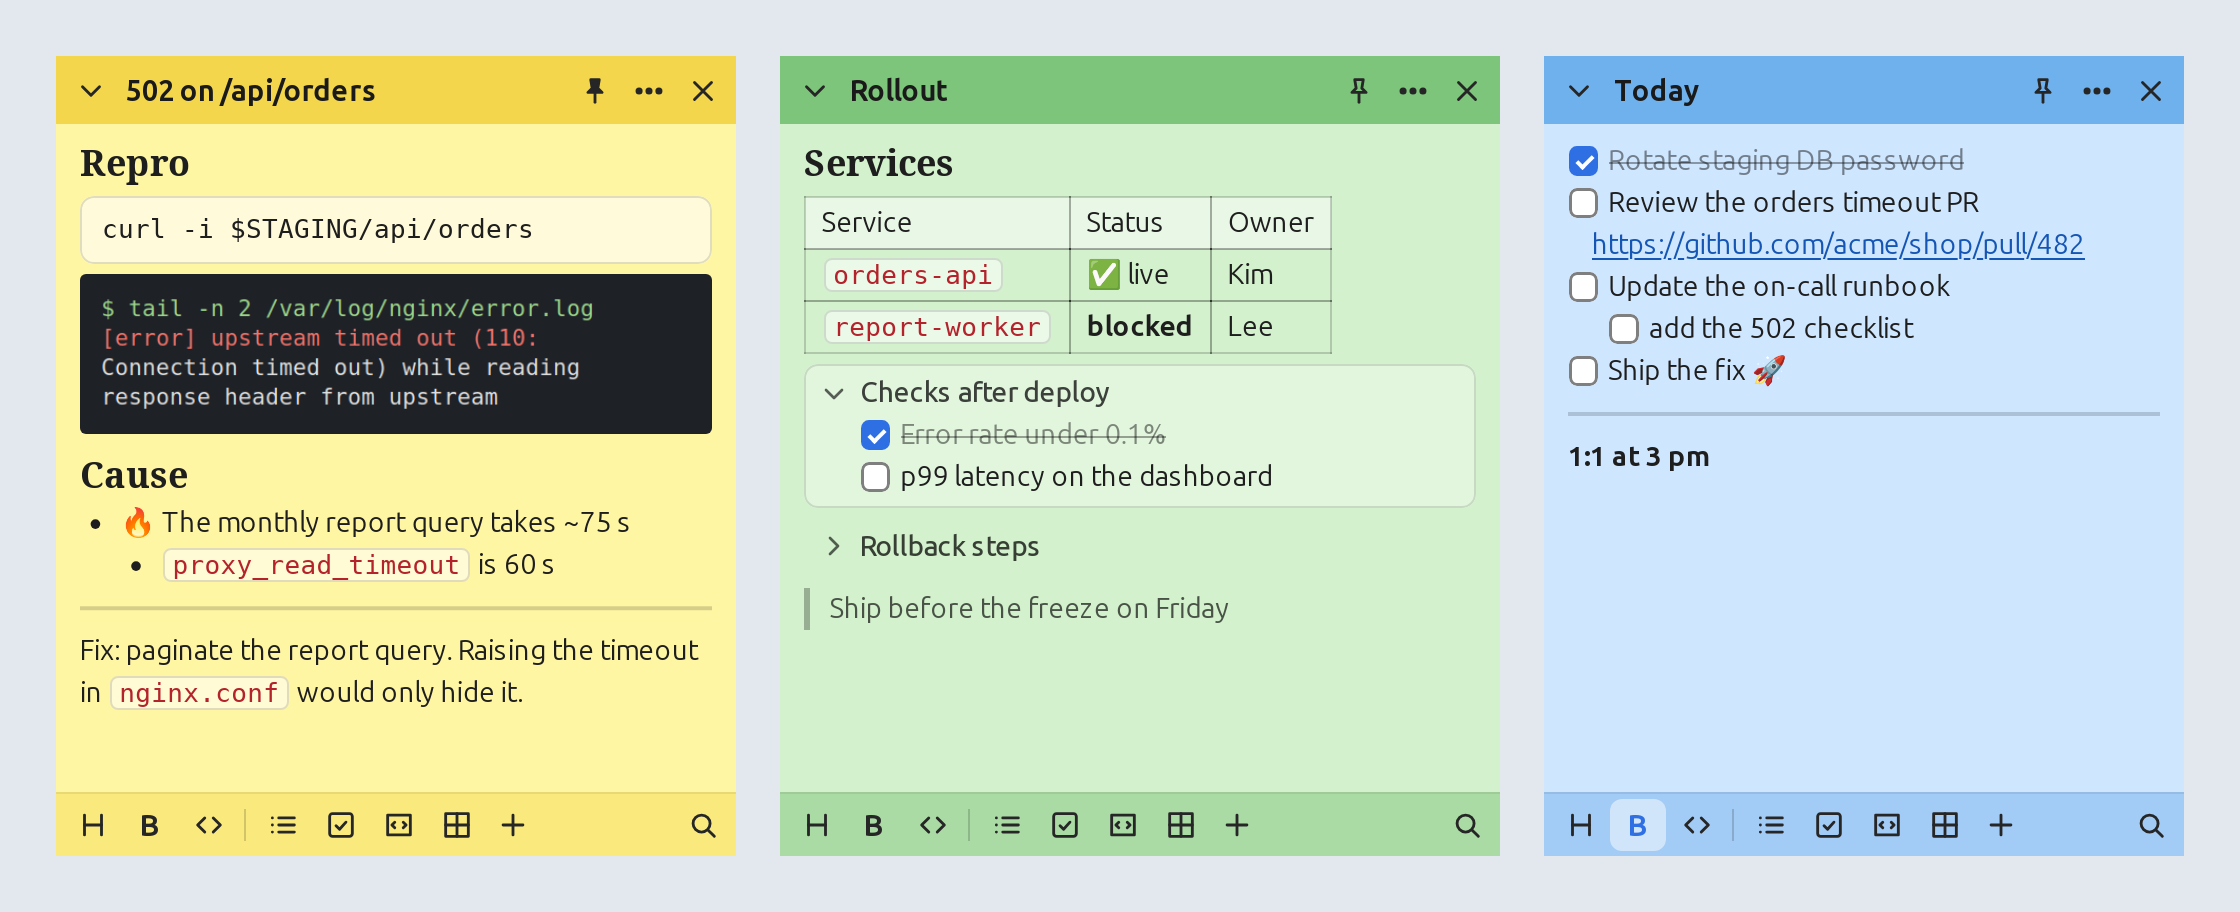 502 on /api/orders
Repro
curl -i $STAGING/api/orders
$ tail -n 2 /var/log/nginx/error.log
[error] upstream timed out (110:
Connection timed out) while reading
response header from upstream
Cause
• 🔥 The monthly report query takes ~75 s
• proxy_read_timeout is 60 s
Fix: paginate the report query. Raising the timeout
in nginx.conf would only hide it.
H B
Rollout
Services
Service Status Owner
orders-api ✅ live Kim
report-worker blocked Lee
Checks after deploy
Error rate under 0.1%
p99 latency on the dashboard
Rollback steps
Ship before the freeze on Friday
H B
Today
Rotate staging DB password
Review the orders timeout PR
https://github.com/acme/shop/pull/482
Update the on-call runbook
add the 502 checklist
Ship the fix 🚀
1:1 at 3 pm
H B